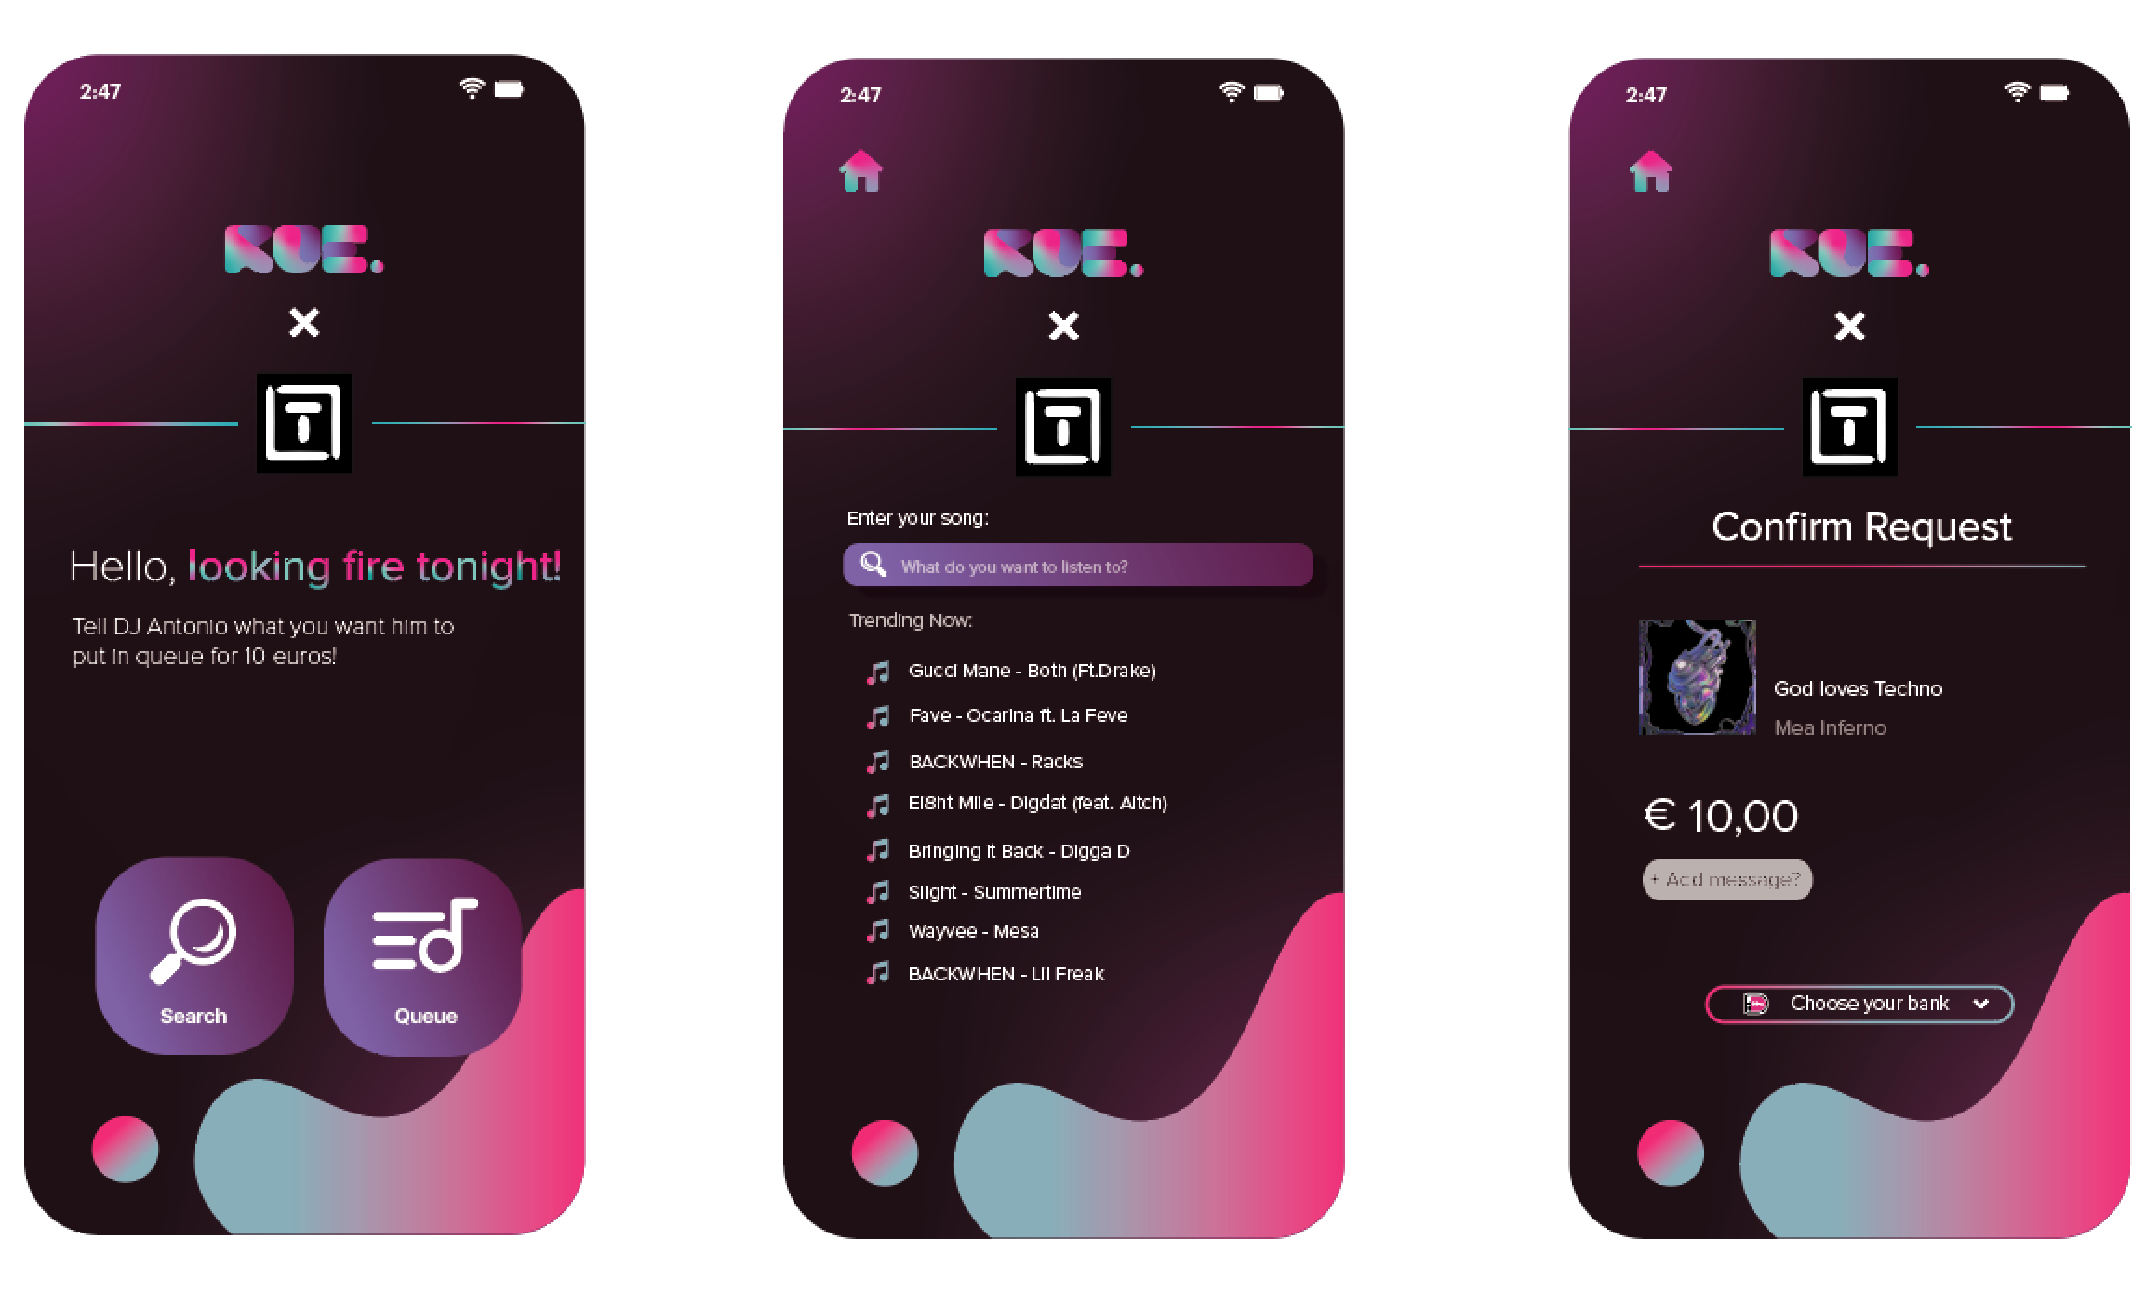 2:47
KUE.
×
T
Hello, looking fire tonight!
Tell DJ Antonio what you want him to
put in queue for 10 euros!
Search
Queue
2:47
KUE.
×
T
Enter your song:
What do you want to listen to?
Trending Now:
Gucci Mane - Both (Ft.Drake)
Fave - Ocarina ft. La Feve
BACKWHEN - Racks
Ei8ht Mile - Digdat (feat. Aitch)
Bringing It Back - Digga D
Slight - Summertime
Wayvee - Mesa
BACKWHEN - Lil Freak
2:47
KUE.
×
T
Confirm Request
God loves Techno
Mea Inferno
€ 10,00
+ Add message?
Choose your bank